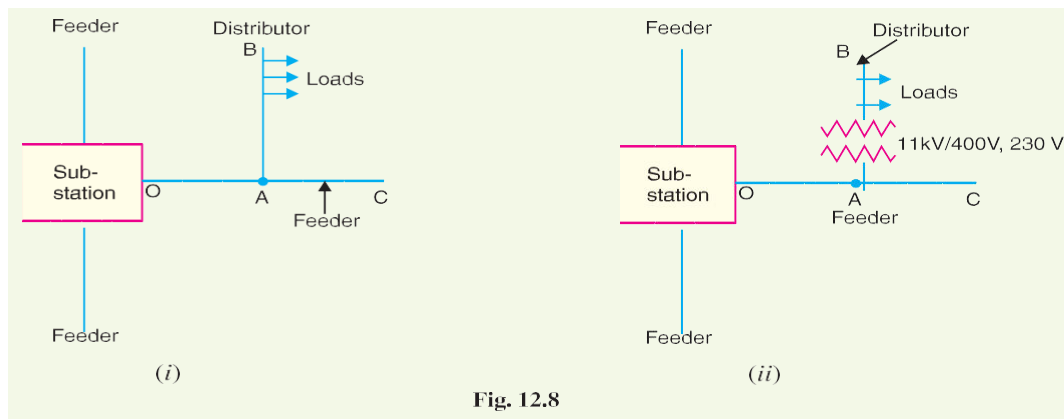 Feeder
Distributor
B
Loads
Sub-
station
O
A
C
Feeder
Feeder
(i)
Feeder
Distributor
B
Loads
11kV/400V, 230 V
Sub-
station
O
A
C
Feeder
Feeder
(ii)
Fig. 12.8